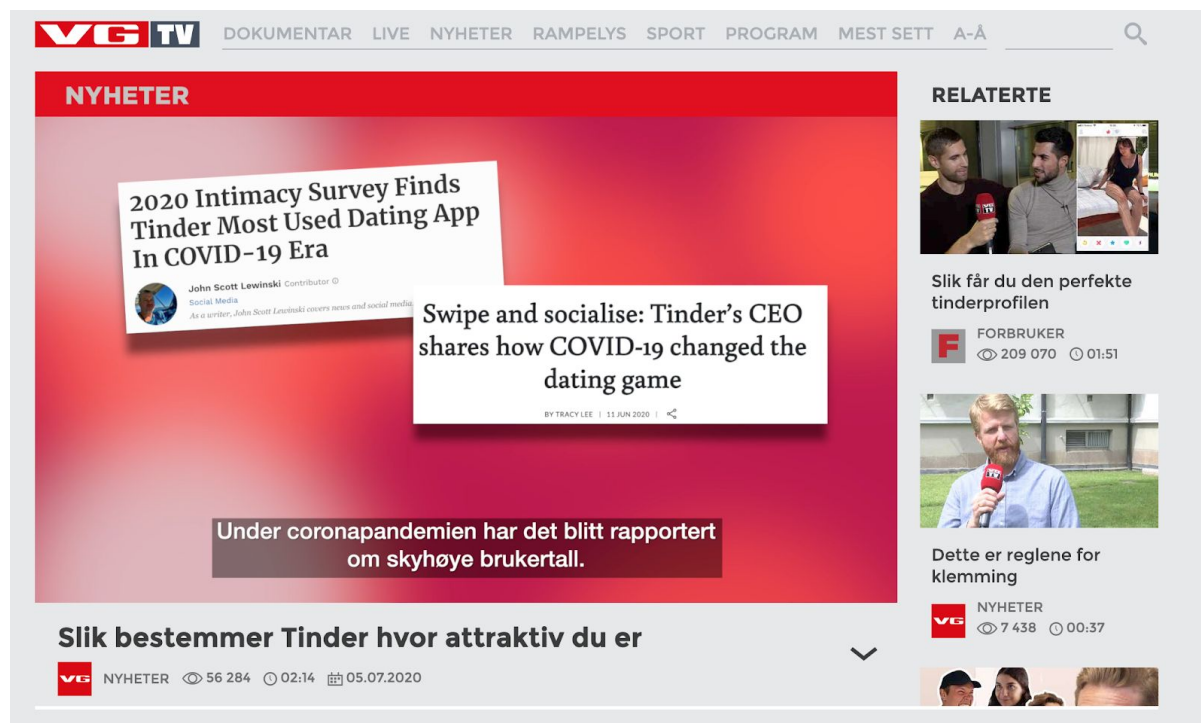 VG TV DOKUMENTAR LIVE NYHETER RAMPELYS SPORT PROGRAM MEST SETT A-Å
NYHETER
2020 Intimacy Survey Finds
Tinder Most Used Dating App
In COVID-19 Era
John Scott Lewinski Contributor
Social Media
As a writer, John Scott Lewinski covers news and social media,
Swipe and socialise: Tinder's CEO
shares how COVID-19 changed the
dating game
BY TRACY LEE | 11 JUN 2020 |
Under coronapandemien har det blitt rapportert
om skyhøye brukertall.
Slik bestemmer Tinder hvor attraktiv du er
VG NYHETER 56 284 02:14 05.07.2020
RELATERTE
VG TV
Slik får du den perfekte
tinderprofilen
F FORBRUKER
209 070 01:51
TV
Dette er reglene for
klemming
VG NYHETER
7 438 00:37